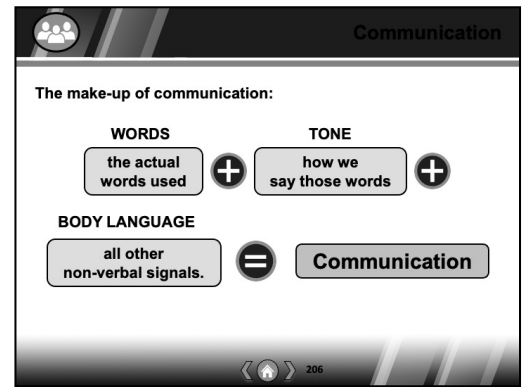 Communication
The make-up of communication:
WORDS
the actual
words used
+
TONE
how we
say those words
+
BODY LANGUAGE
all other
non-verbal signals.
=
Communication
206